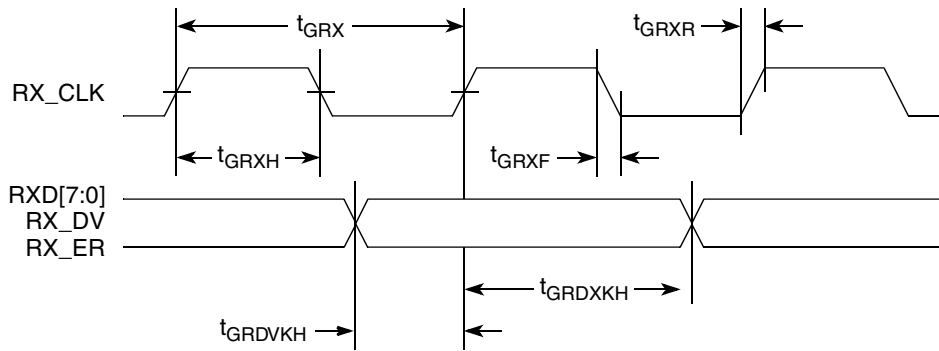 tGRX
tGRXR
RX_CLK
tGRXH
tGRXF
RXD[7:0]
RX_DV
RX_ER
tGRDXKH
tGRDVKH